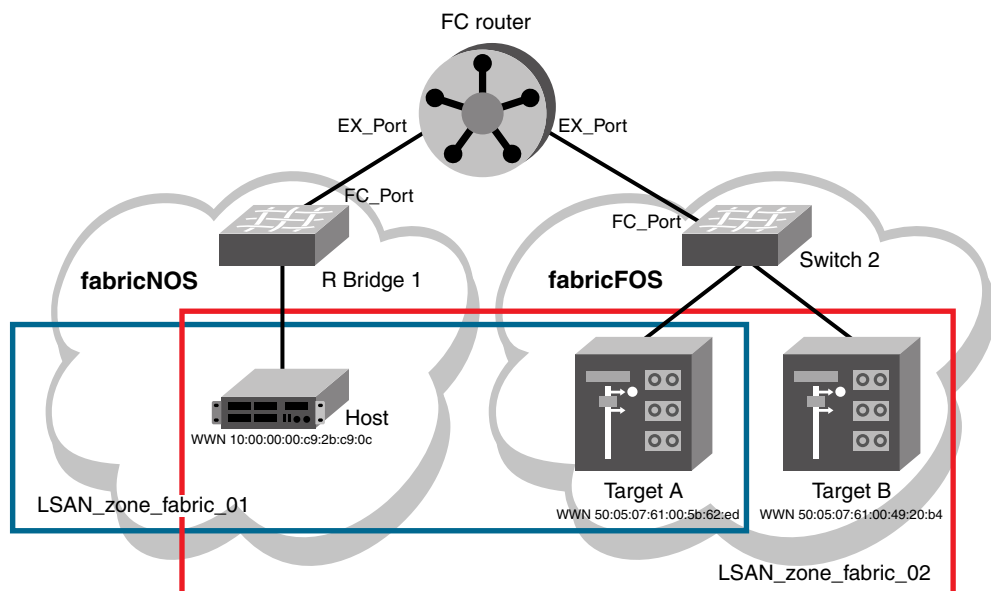 FC router
EX_Port
EX_Port
FC_Port
FC_Port
fabricNOS
R Bridge 1
fabricFOS
Switch 2
Host
WWN 10:00:00:00:c9:2b:c9:0c
Target A
WWN 50:05:07:61:00:5b:62:ed
Target B
WWN 50:05:07:61:00:49:20:b4
LSAN_zone_fabric_01
LSAN_zone_fabric_02